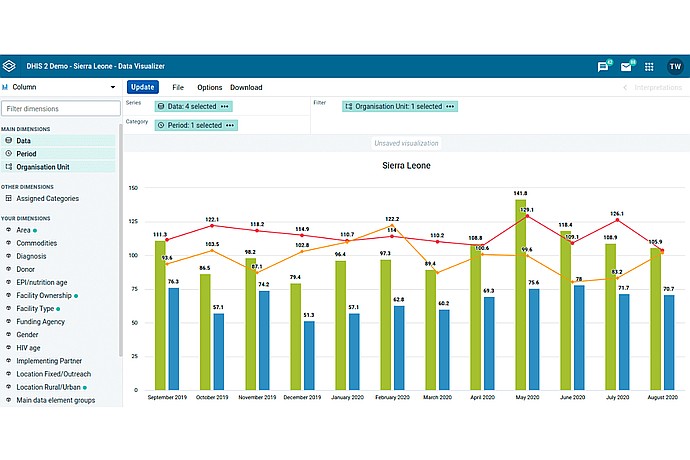 DHIS 2 Demo - Sierra Leone - Data Visualizer
42
98
TW
Column
Update
File
Options
Download
Interpretations
Filter dimensions
Series
Data: 4 selected •••
Filter
Organisation Unit: 1 selected •••
Category
Period: 1 selected •••
MAIN DIMENSIONS
Data
Period
Organisation Unit
OTHER DIMENSIONS
Assigned Categories
YOUR DIMENSIONS
Area
Commodities
Diagnosis
Donor
EPI/nutrition age
Facility Ownership
Facility Type
Funding Agency
Gender
HIV age
Implementing Partner
Location Fixed/Outreach
Location Rural/Urban
Main data element groups
Unsaved visualization
Sierra Leone
150
125
100
75
50
25
0
111.3 93.6 76.3
122.1 103.5 86.5 57.1
118.2 98.2 87.1 74.2
114.9 102.8 79.4 51.3
110.7 96.4 57.1
122.2 114 97.3 62.8
110.2 89.4 60.2
108.8 100.6 69.3
141.8 129.1 99.6 75.6
118.4 109.1 78
126.1 108.9 83.2 71.7
105.9 70.7
September 2019
October 2019
November 2019
December 2019
January 2020
February 2020
March 2020
April 2020
May 2020
June 2020
July 2020
August 2020